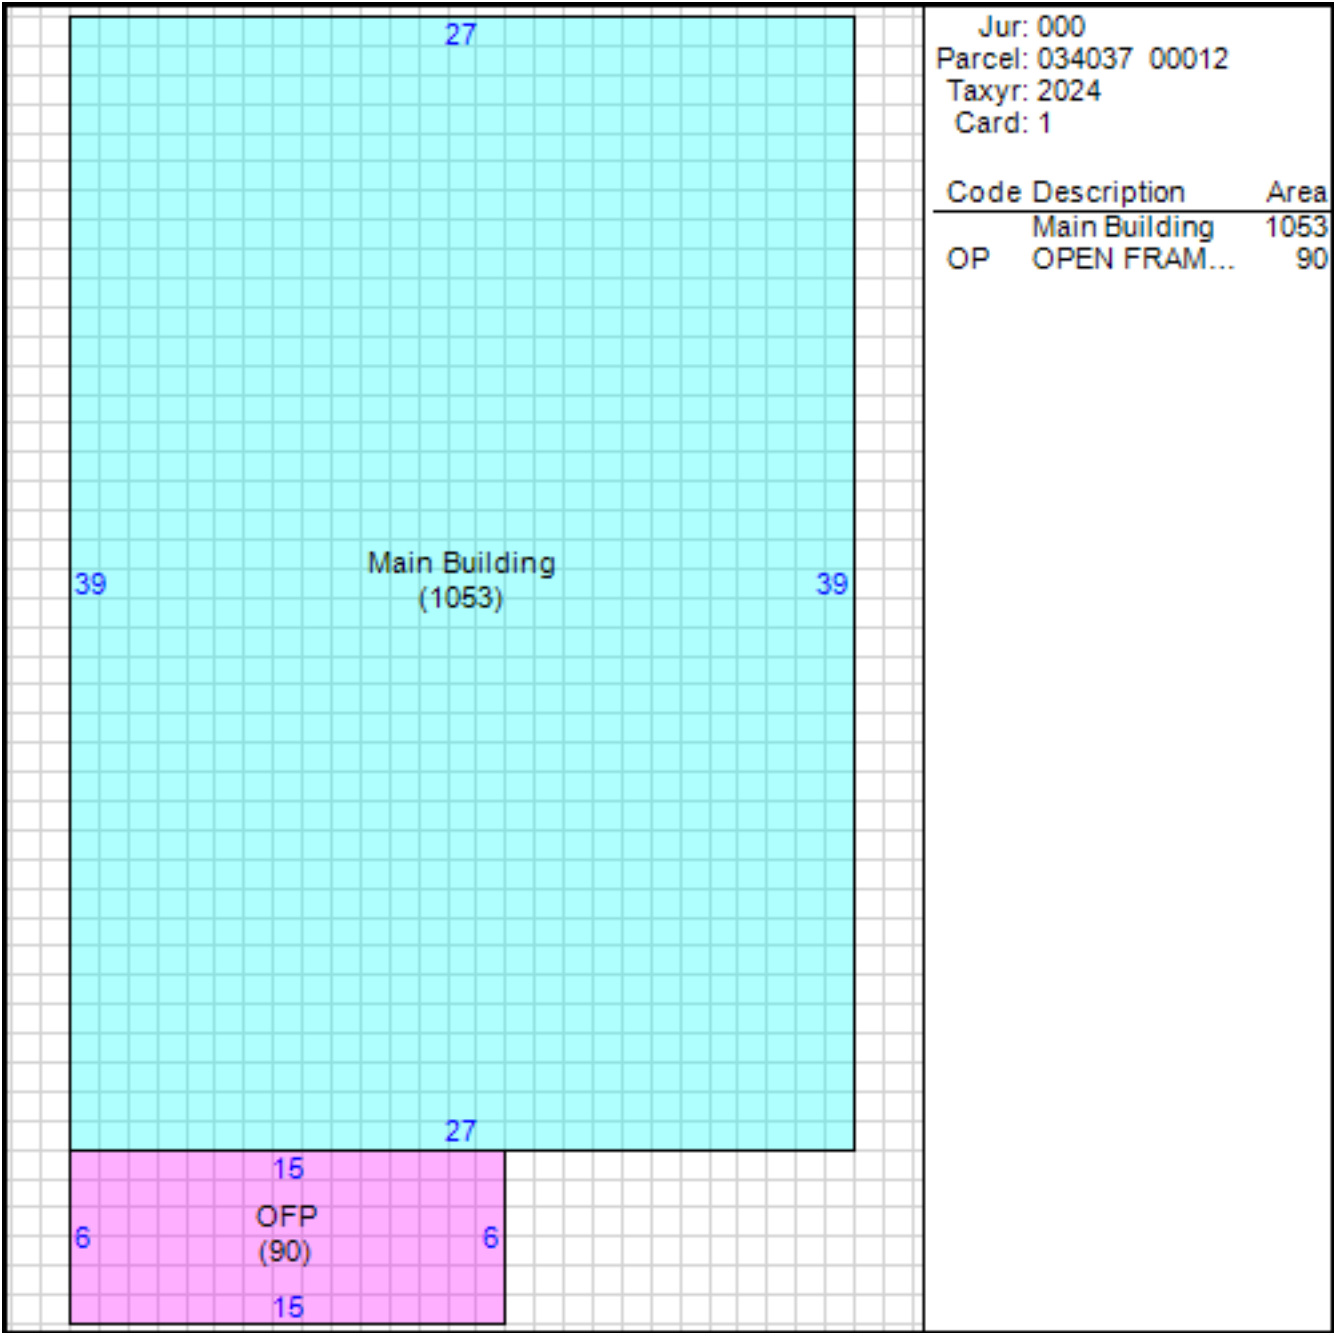 27
39
Main Building
(1053)
39
27
15
OFP
(90)
6
6
15
Jur: 000
Parcel: 034037 00012
Taxyr: 2024
Card: 1
Code Description Area
Main Building 1053
OP OPEN FRAM... 90